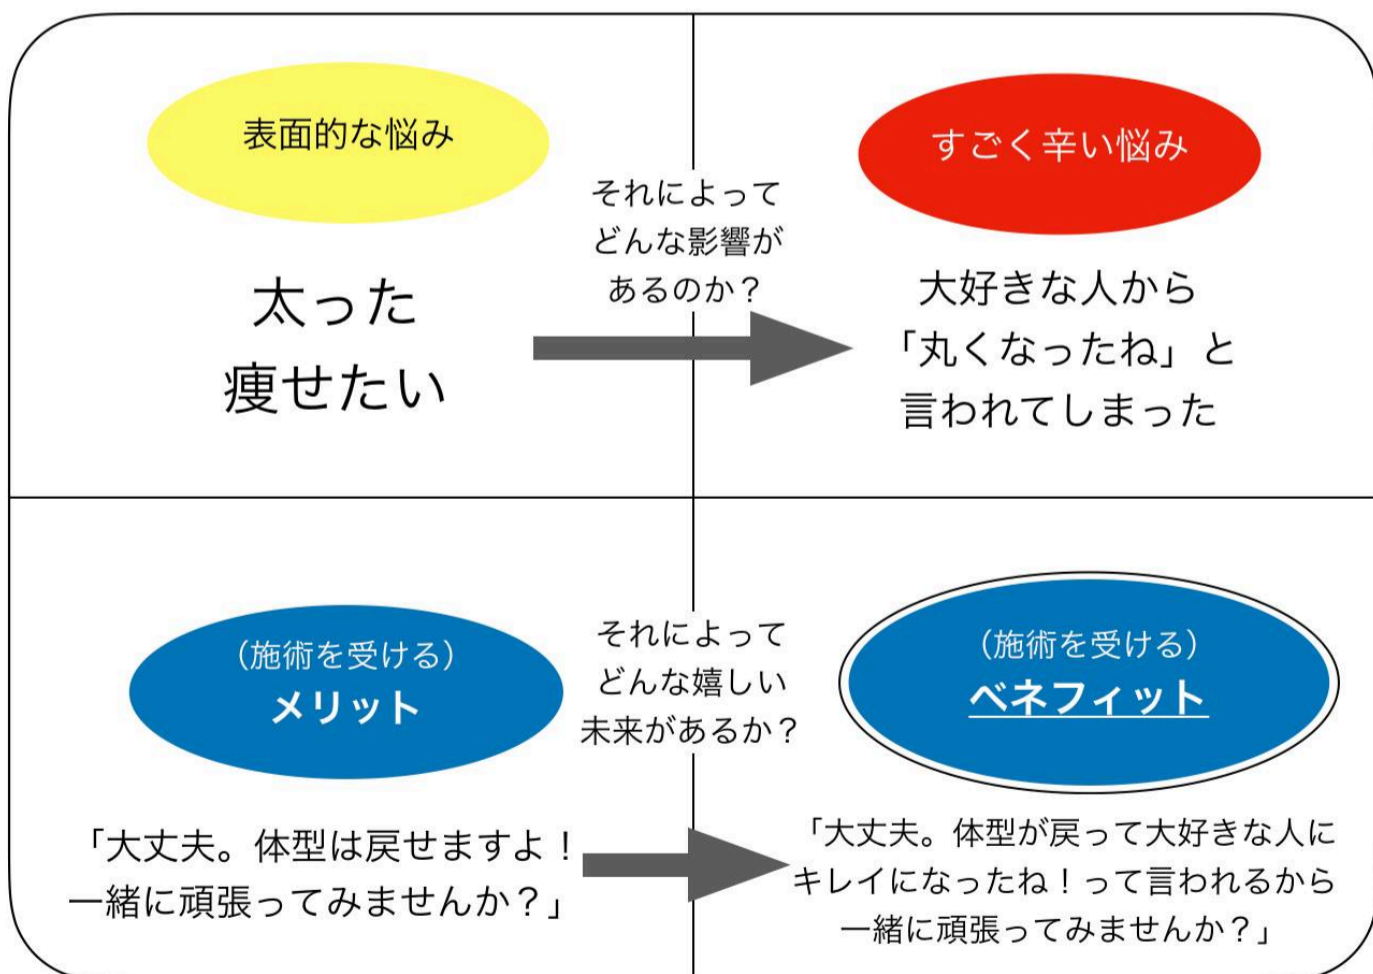 表面的な悩み
太った
痩せたい
それによって
どんな影響が
あるのか？
すごく辛い悩み
大好きな人から
「丸くなったね」と
言われてしまった
（施術を受ける）
メリット
「大丈夫。体型は戻せますよ！
一緒に頑張ってみませんか？」
それによって
どんな嬉しい
未来があるか？
（施術を受ける）
ベネフィット
「大丈夫。体型が戻って大好きな人に
キレイになったね！って言われるから
一緒に頑張ってみませんか？」